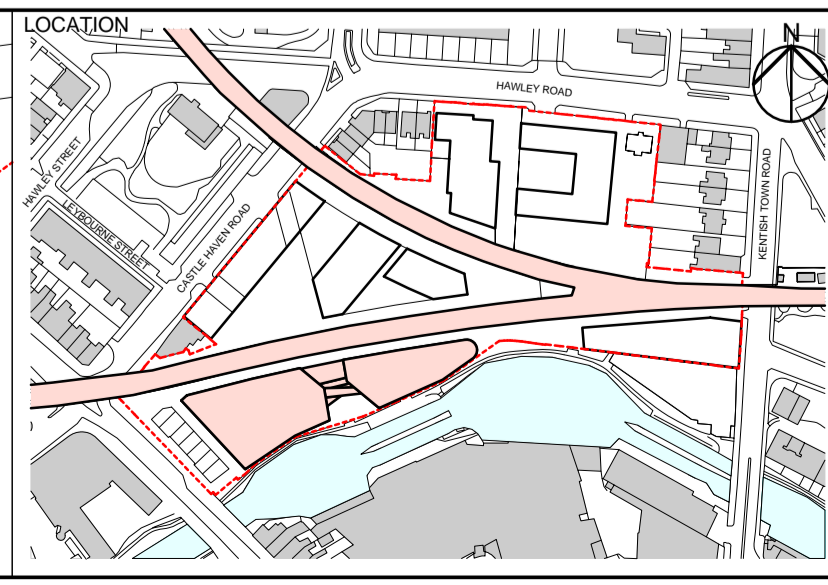 LOCATION
N
HAWLEY ROAD
HAWLEY STREET
LEYBOURNE STREET
CASTLE HAVEN ROAD
KENTISH TOWN ROAD